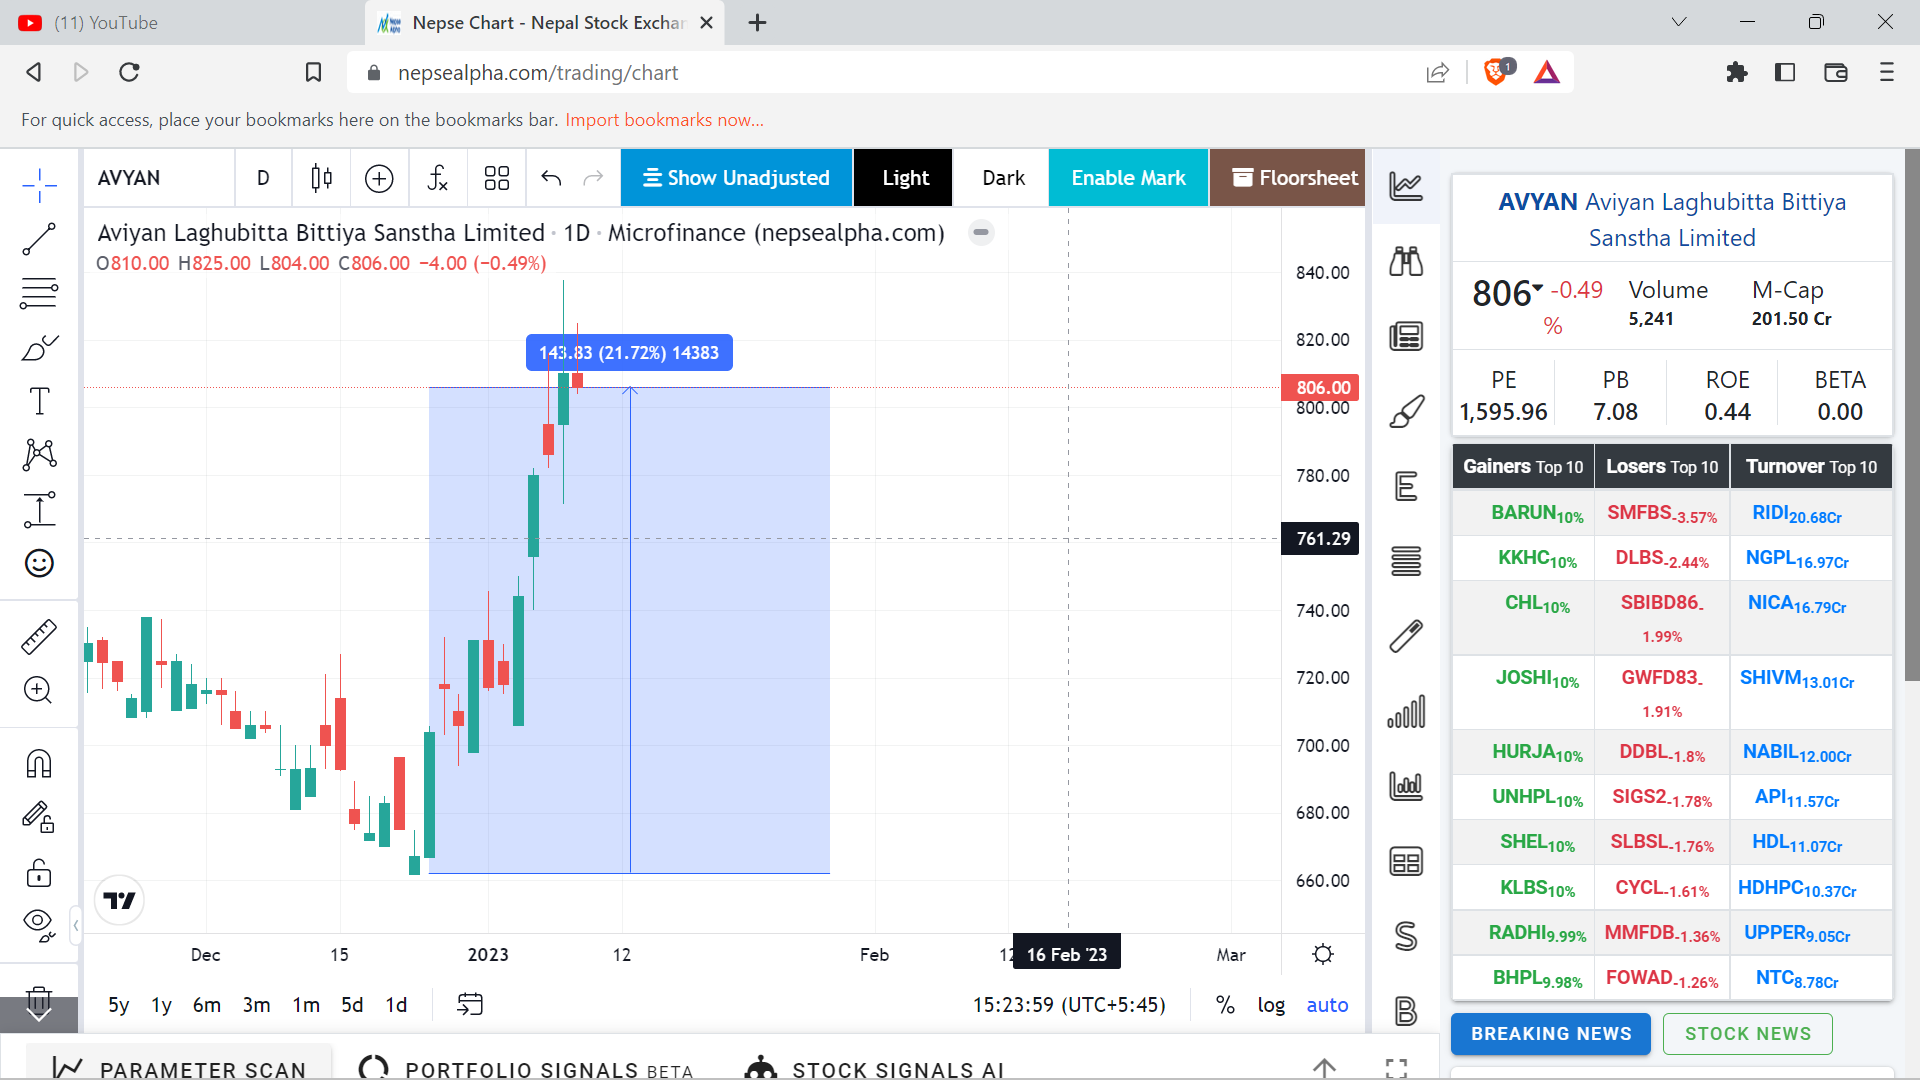 (11) YouTube
Nepse Chart - Nepal Stock Exchar
nepsealpha.com/trading/chart
1
For quick access, place your bookmarks here on the bookmarks bar. Import bookmarks now...
AVYAN
D
Show Unadjusted
Light
Dark
Enable Mark
Floorsheet
Aviyan Laghubitta Bittiya Sanstha Limited · 1D · Microfinance (nepsealpha.com)
O810.00 H825.00 L804.00 C806.00 −4.00 (−0.49%)
143.83 (21.72%) 14383
840.00
820.00
806.00
800.00
780.00
761.29
740.00
720.00
700.00
680.00
660.00
Dec
15
2023
12
Feb
12
16 Feb '23
Mar
5y 1y 6m 3m 1m 5d 1d
15:23:59 (UTC+5:45)
% log auto
PARAMETER SCAN
PORTFOLIO SIGNALS BETA
STOCK SIGNALS AI
E
S
B
AVYAN Aviyan Laghubitta Bittiya
Sanstha Limited
806 -0.49
%
Volume
5,241
M-Cap
201.50 Cr
PE
1,595.96
PB
7.08
ROE
0.44
BETA
0.00
Gainers Top 10 Losers Top 10 Turnover Top 10
BARUN10% SMFBS-3.57% RIDI20.68Cr
KKHC10% DLBS-2.44% NGPL16.97Cr
CHL10% SBIBD86- NICA16.79Cr
1.99%
JOSHI10% GWFD83- SHIVM13.01Cr
1.91%
HURJA10% DDBL-1.8% NABIL12.00Cr
UNHPL10% SIGS2-1.78% API11.57Cr
SHEL10% SLBSL-1.76% HDL11.07Cr
KLBS10% CYCL-1.61% HDHPC10.37Cr
RADHI9.99% MMFDB-1.36% UPPER9.05Cr
BHPL9.98% FOWAD-1.26% NTC8.78Cr
BREAKING NEWS
STOCK NEWS